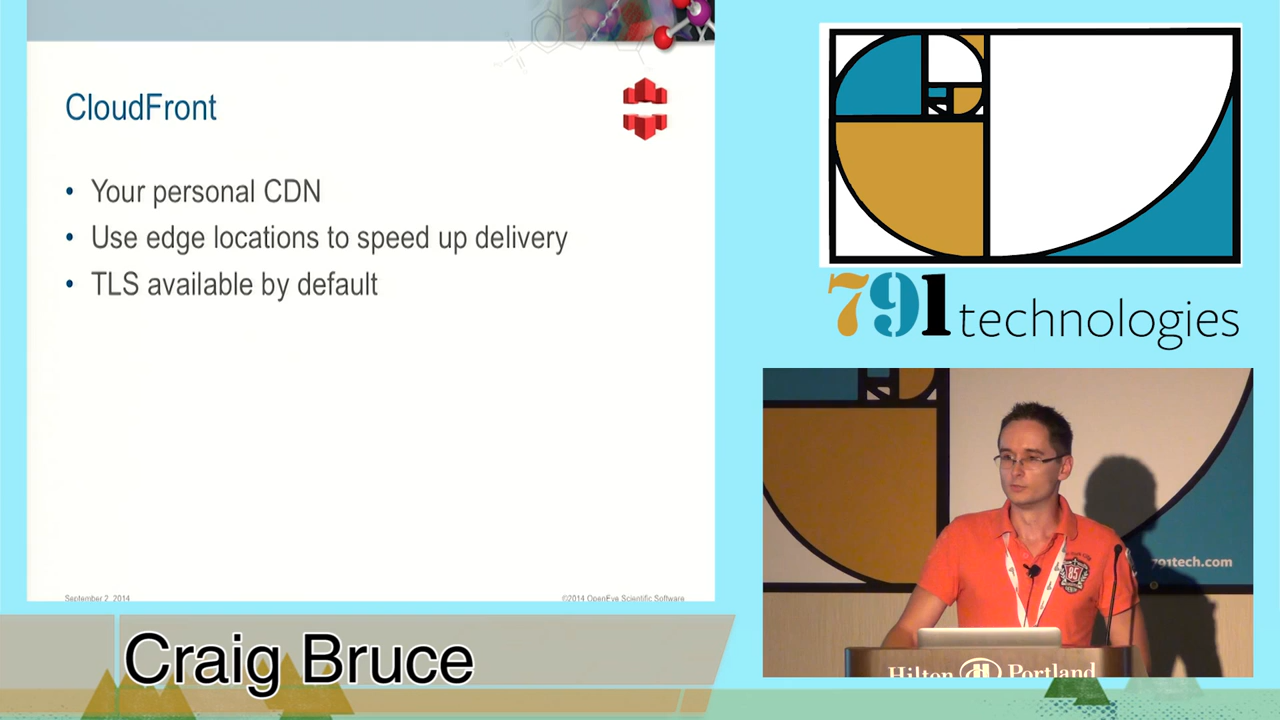 CloudFront
• Your personal CDN
• Use edge locations to speed up delivery
• TLS available by default
September 2, 2014
©2014 OpenEye Scientific Software
791 technologies
791tech.com
85
Hilton Portland
Craig Bruce